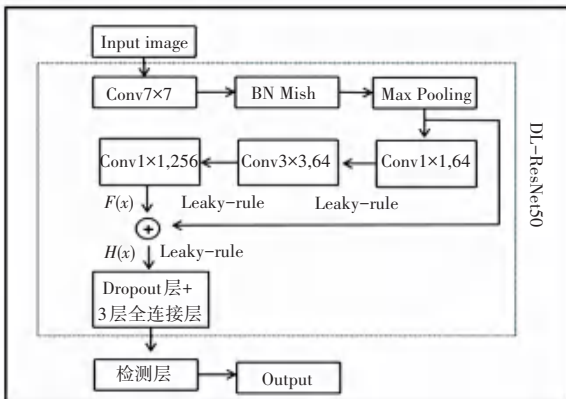 Input image
Conv7×7
BN Mish
Max Pooling
Conv1×1,256
Conv3×3,64
Conv1×1,64
F(x)
Leaky-rule
Leaky-rule
+
H(x)
Leaky-rule
Dropout层+
3层全连接层
检测层
Output
DL-ResNet50